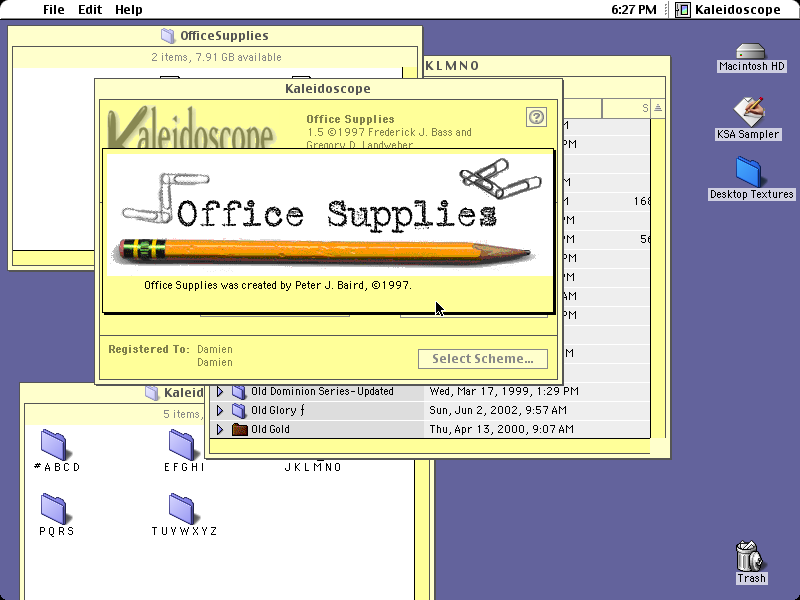 File Edit Help
6:27 PM Kaleidoscope
OfficeSupplies
2 items, 7.91 GB available
KLMNO
S
Kaleidoscope
Kaleidoscope
Office Supplies
1.5 ©1997 Frederick J. Bass and
Gregory D. Landweber
Office Supplies
Office Supplies was created by Peter J. Baird, ©1997.
Registered To: Damien
Damien
Select Scheme...
PM
PM
168
PM
PM
56
PM
PM
AM
PM
PM
Old Dominion Series-Updated Wed, Mar 17, 1999, 1:29 PM
Old Glory ƒ Sun, Jun 2, 2002, 9:57 AM
Old Gold Thu, Apr 13, 2000, 9:07 AM
Kaleid
5 items,
#ABCD
EFGHI
JKLMNO
PQRS
TUVWXYZ
Macintosh HD
KSA Sampler
Desktop Textures
Trash